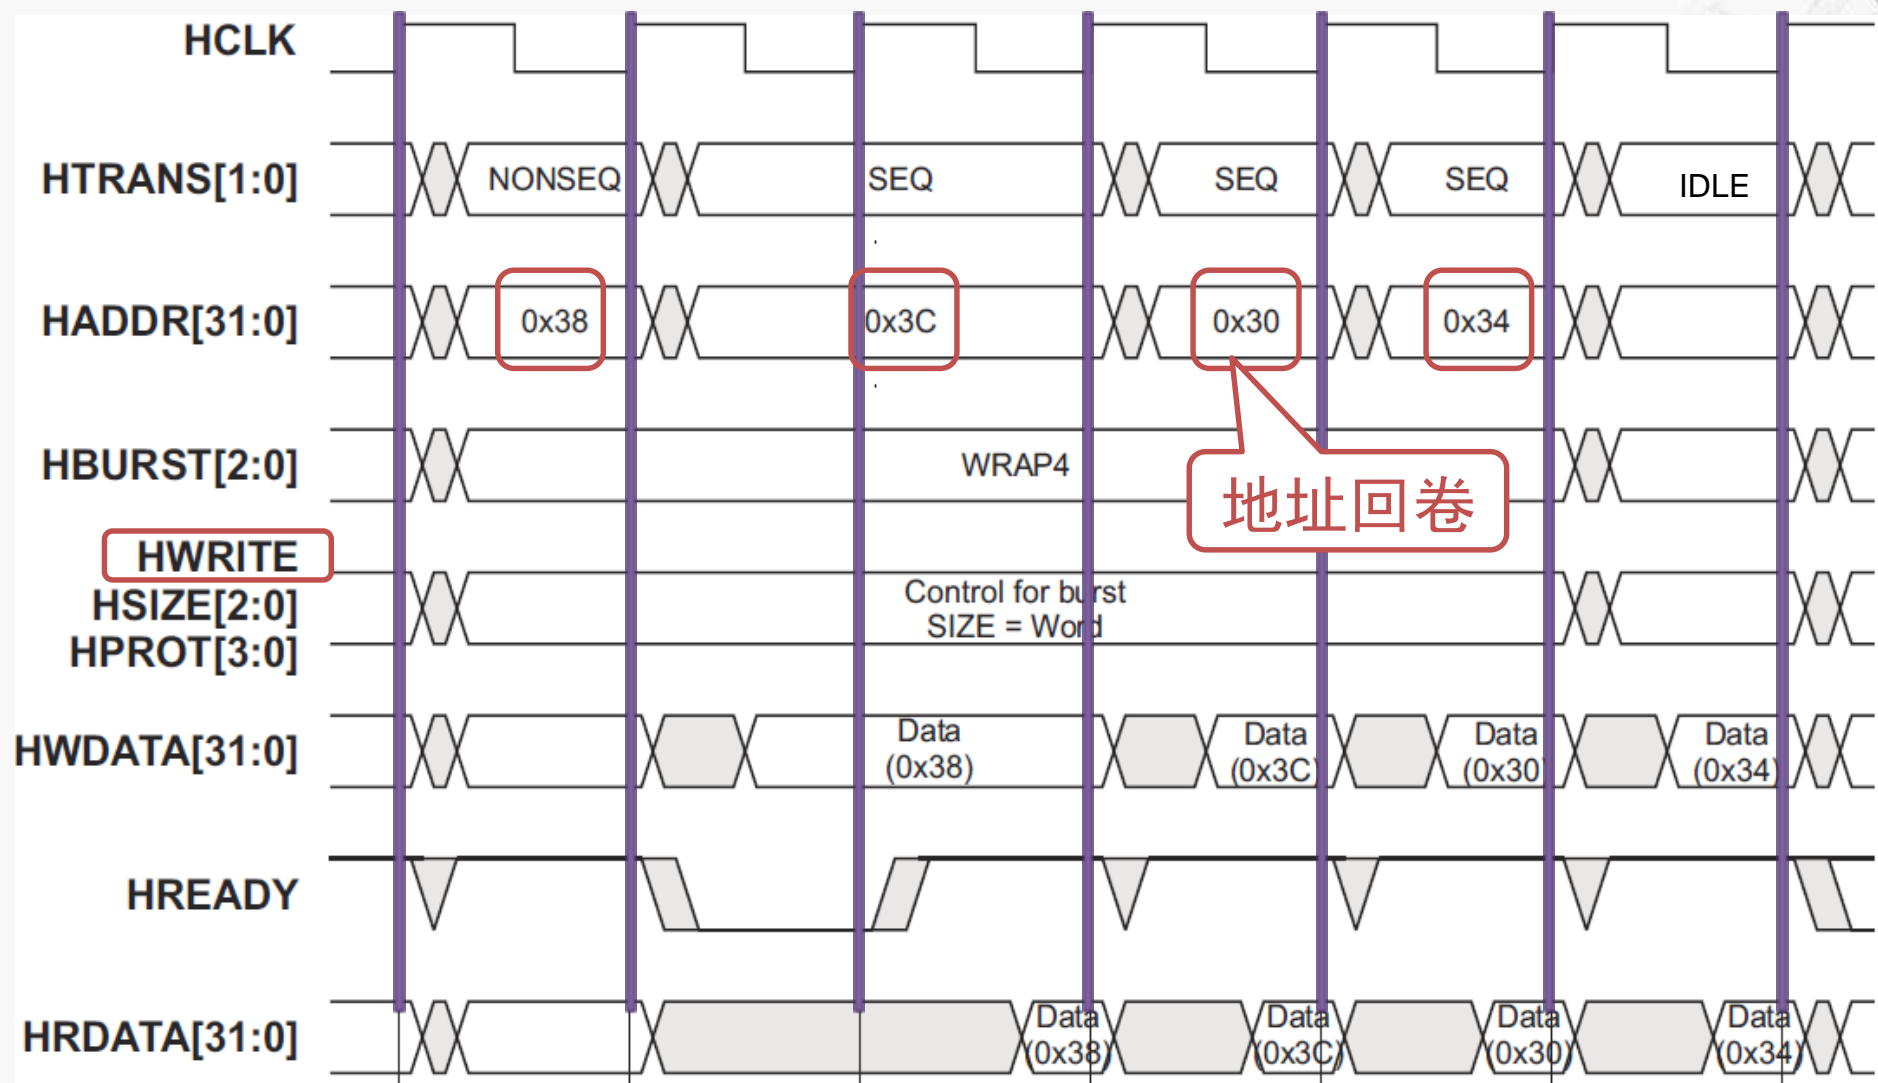 HCLK
HTRANS[1:0]
NONSEQ
SEQ
SEQ
SEQ
IDLE
HADDR[31:0]
0x38
0x3C
0x30
0x34
HBURST[2:0]
WRAP4
地址回卷
HWRITE
HSIZE[2:0]
HPROT[3:0]
Control for burst
SIZE = Word
HWDATA[31:0]
Data
(0x38)
Data
(0x3C)
Data
(0x30)
Data
(0x34)
HREADY
HRDATA[31:0]
Data
(0x38)
Data
(0x3C)
Data
(0x30)
Data
(0x34)